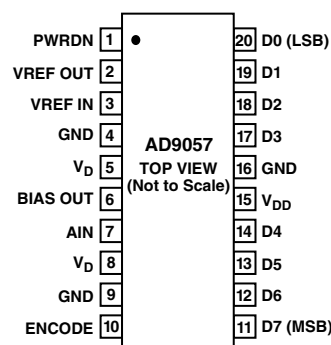 PWRDN 1 20 D0 (LSB)
VREF OUT 2 19 D1
VREF IN 3 18 D2
GND 4 17 D3
VD 5 16 GND
BIAS OUT 6 15 VDD
AIN 7 14 D4
VD 8 13 D5
GND 9 12 D6
ENCODE 10 11 D7 (MSB)
AD9057
TOP VIEW
(Not to Scale)